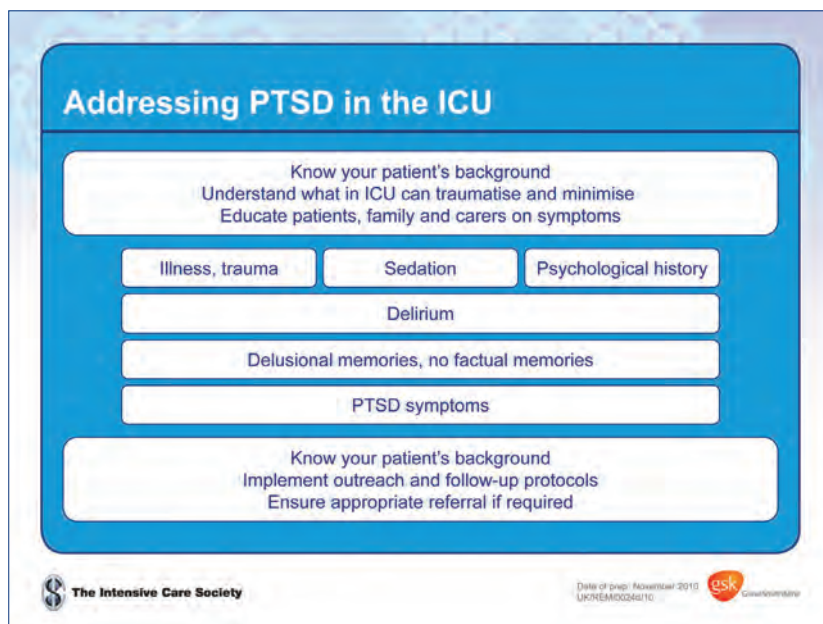 Addressing PTSD in the ICU
Know your patient's background
Understand what in ICU can traumatise and minimise
Educate patients, family and carers on symptoms
Illness, trauma
Sedation
Psychological history
Delirium
Delusional memories, no factual memories
PTSD symptoms
Know your patient's background
Implement outreach and follow-up protocols
Ensure appropriate referral if required
The Intensive Care Society
Date of prep: November 2010
gsk
GlaxoSmithKline